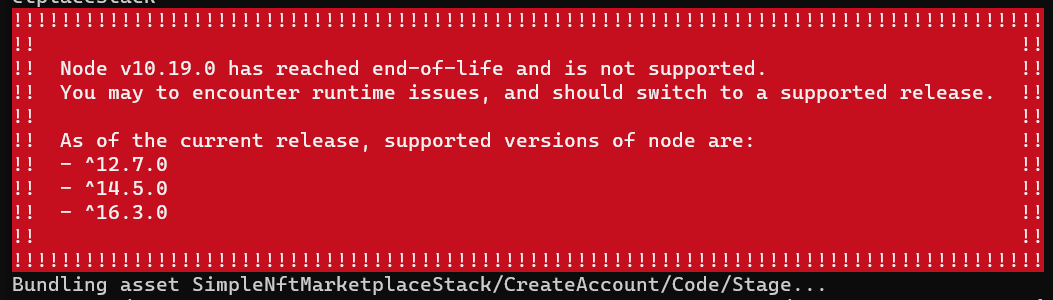 etplaceStack
!!!!!!!!!!!!!!!!!!!!!!!!!!!!!!!!!!!!!!!!!!!!!!!!!!!!!!!!!!!!!!!!!!!!!!!!!!!!!!!!!!!!!!
!! !!
!! Node v10.19.0 has reached end-of-life and is not supported. !!
!! You may to encounter runtime issues, and should switch to a supported release. !!
!! !!
!! As of the current release, supported versions of node are: !!
!! - ^12.7.0 !!
!! - ^14.5.0 !!
!! - ^16.3.0 !!
!! !!
!!!!!!!!!!!!!!!!!!!!!!!!!!!!!!!!!!!!!!!!!!!!!!!!!!!!!!!!!!!!!!!!!!!!!!!!!!!!!!!!!!!!!!
Bundling asset SimpleNftMarketplaceStack/CreateAccount/Code/Stage...